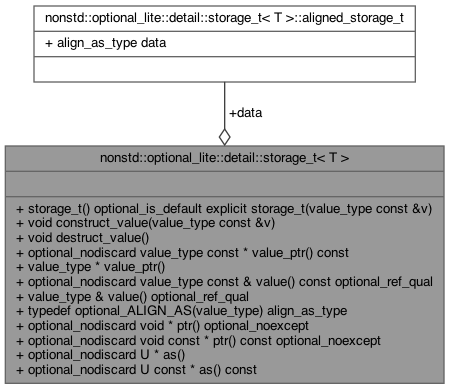 nonstd::optional_lite::detail::storage_t< T >::aligned_storage_t
+ align_as_type data
+data
nonstd::optional_lite::detail::storage_t< T >
+ storage_t() optional_is_default explicit storage_t(value_type const &v)
+ void construct_value(value_type const &v)
+ void destruct_value()
+ optional_nodiscard value_type const * value_ptr() const
+ value_type * value_ptr()
+ optional_nodiscard value_type const & value() const optional_ref_qual
+ value_type & value() optional_ref_qual
+ typedef optional_ALIGN_AS(value_type) align_as_type
+ optional_nodiscard void * ptr() optional_noexcept
+ optional_nodiscard void const * ptr() const optional_noexcept
+ optional_nodiscard U * as()
+ optional_nodiscard U const * as() const